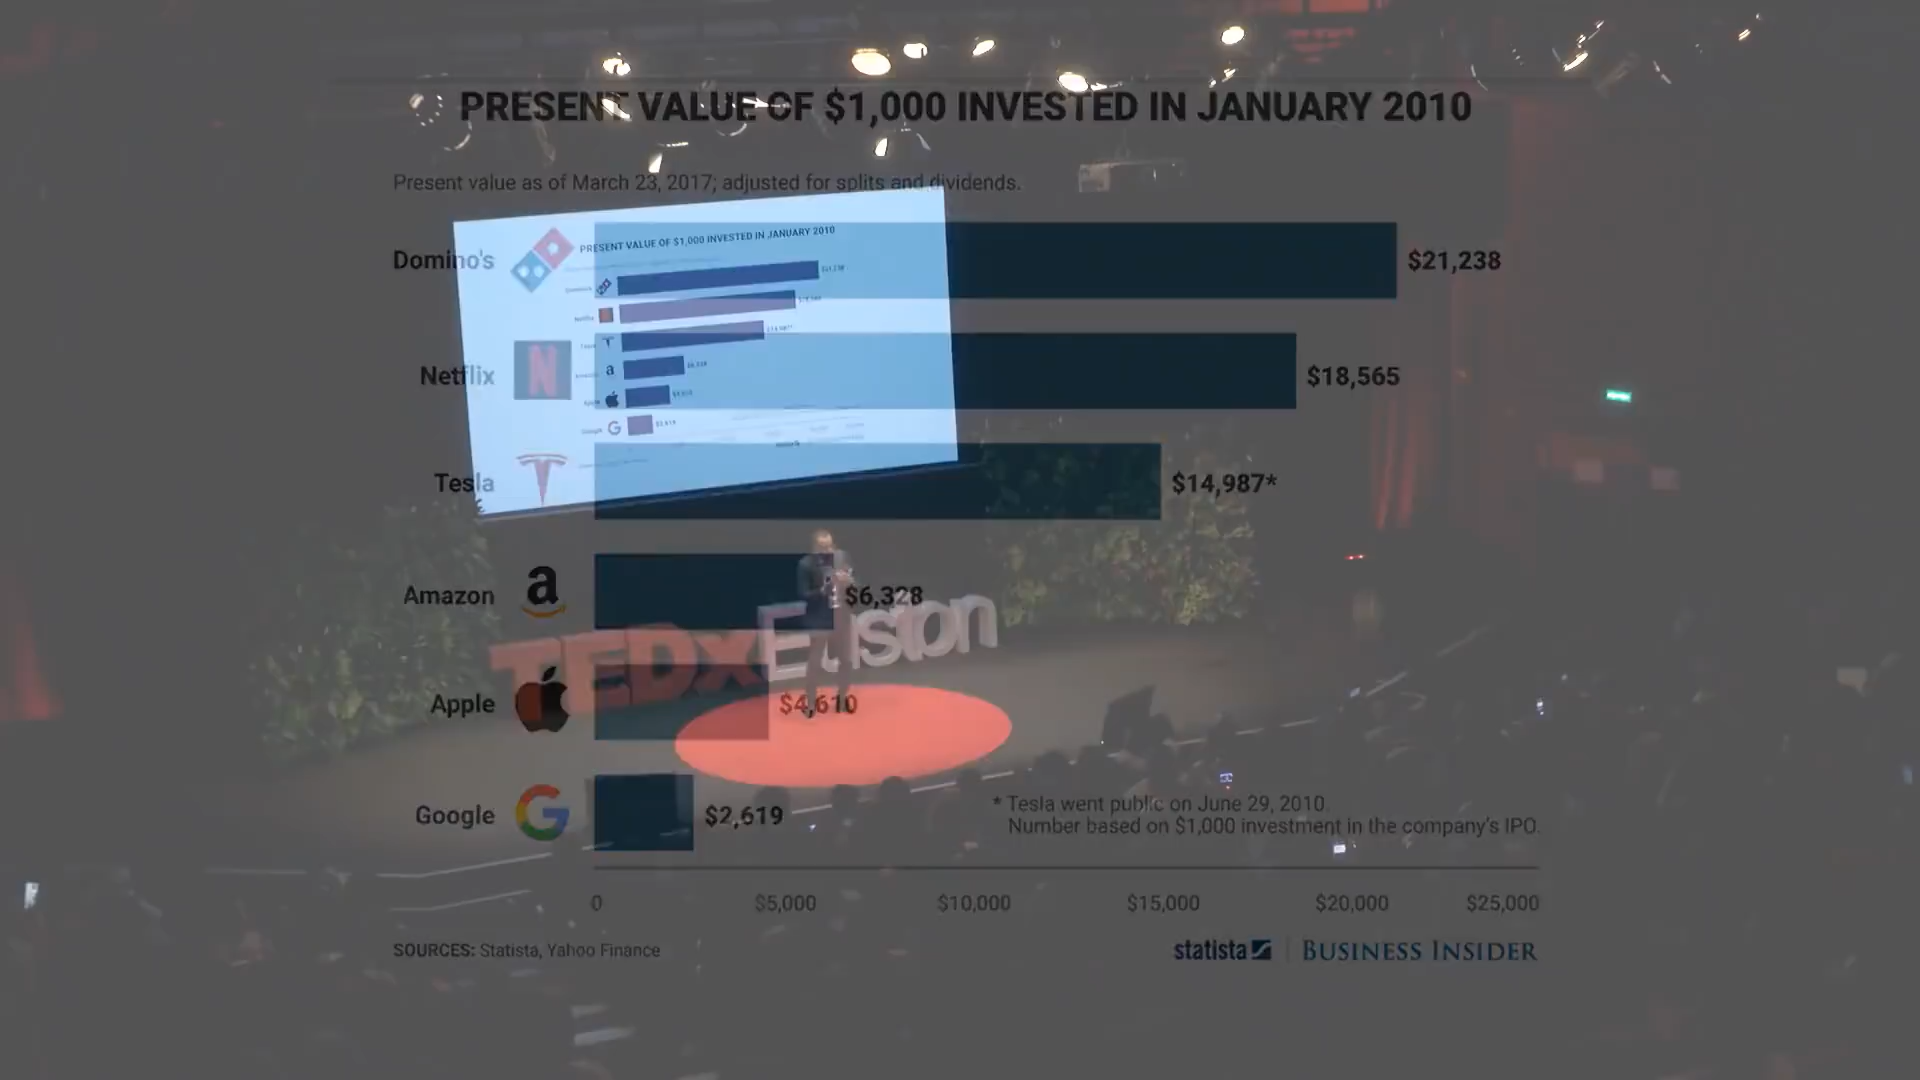 PRESENT VALUE OF $1,000 INVESTED IN JANUARY 2010
Present value as of March 23, 2017; adjusted for splits and dividends.
PRESENT VALUE OF $1,000 INVESTED IN JANUARY 2010
Domino's $21,238
Netflix N $18,565
Tesla $14,987*
Amazon a $6,328
TEDxEuston
Apple $4,610
Google G $2,619
* Tesla went public on June 29, 2010.
Number based on $1,000 investment in the company's IPO.
0 $5,000 $10,000 $15,000 $20,000 $25,000
SOURCES: Statista, Yahoo Finance
statista BUSINESS INSIDER